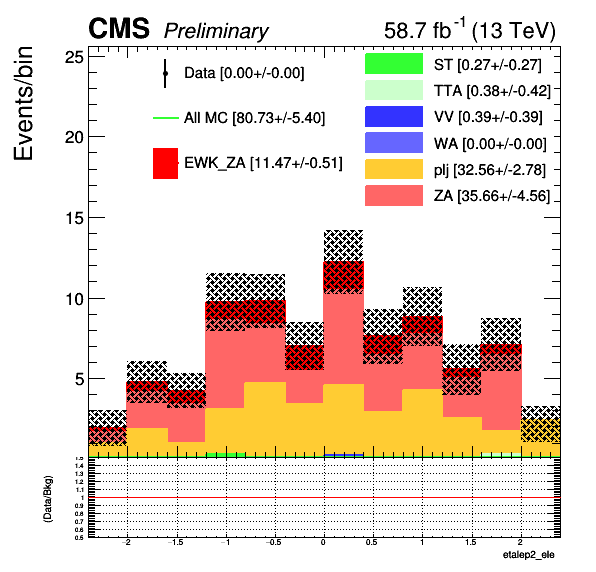 CMS Preliminary 58.7 fb⁻¹ (13 TeV)
Events/bin
25
20
15
10
5
Data [0.00+/-0.00]
All MC [80.73+/-5.40]
EWK_ZA [11.47+/-0.51]
ST [0.27+/-0.27]
TTA [0.38+/-0.42]
VV [0.39+/-0.39]
WA [0.00+/-0.00]
plj [32.56+/-2.78]
ZA [35.66+/-4.56]
(Data/Bkg)
1.5
1.4
1.3
1.2
1.1
1
0.9
0.8
0.7
0.6
0.5
−2 −1.5 −1 −0.5 0 0.5 1 1.5 2
etalep2_ele